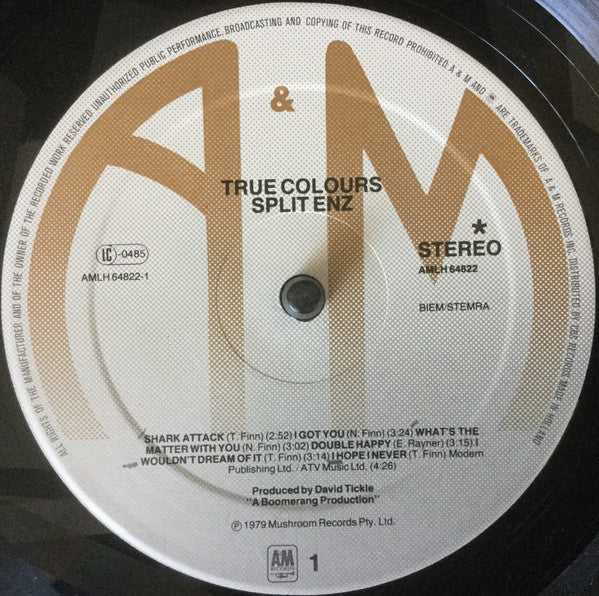 ALL RIGHTS OF THE MANUFACTURER AND OF THE OWNER OF THE RECORDED WORK RESERVED. UNAUTHORIZED PUBLIC PERFORMANCE, BROADCASTING AND COPYING OF THIS RECORD PROHIBITED. A & M AND ARE TRADEMARKS OF A & M RECORDS INC. DISTRIBUTED BY CBS RECORDS. MADE IN HOLLAND
A & M
TRUE COLOURS
SPLIT ENZ
LC -0485
AMLH 64822-1
*
STEREO
AMLH 64822
BIEM/STEMRA
SHARK ATTACK (T. Finn) (2:52) I GOT YOU (N. Finn) (3:24) WHAT'S THE
MATTER WITH YOU (N. Finn) (3:02) DOUBLE HAPPY (E. Rayner) (3:15) I
WOULDN'T DREAM OF IT (T. Finn) (3:14) I HOPE I NEVER (T. Finn) Modern
Publishing Ltd. / ATV Music Ltd. (4:26)
Produced by David Tickle
"A Boomerang Production"
℗ 1979 Mushroom Records Pty. Ltd.
AM
RECORDS
1